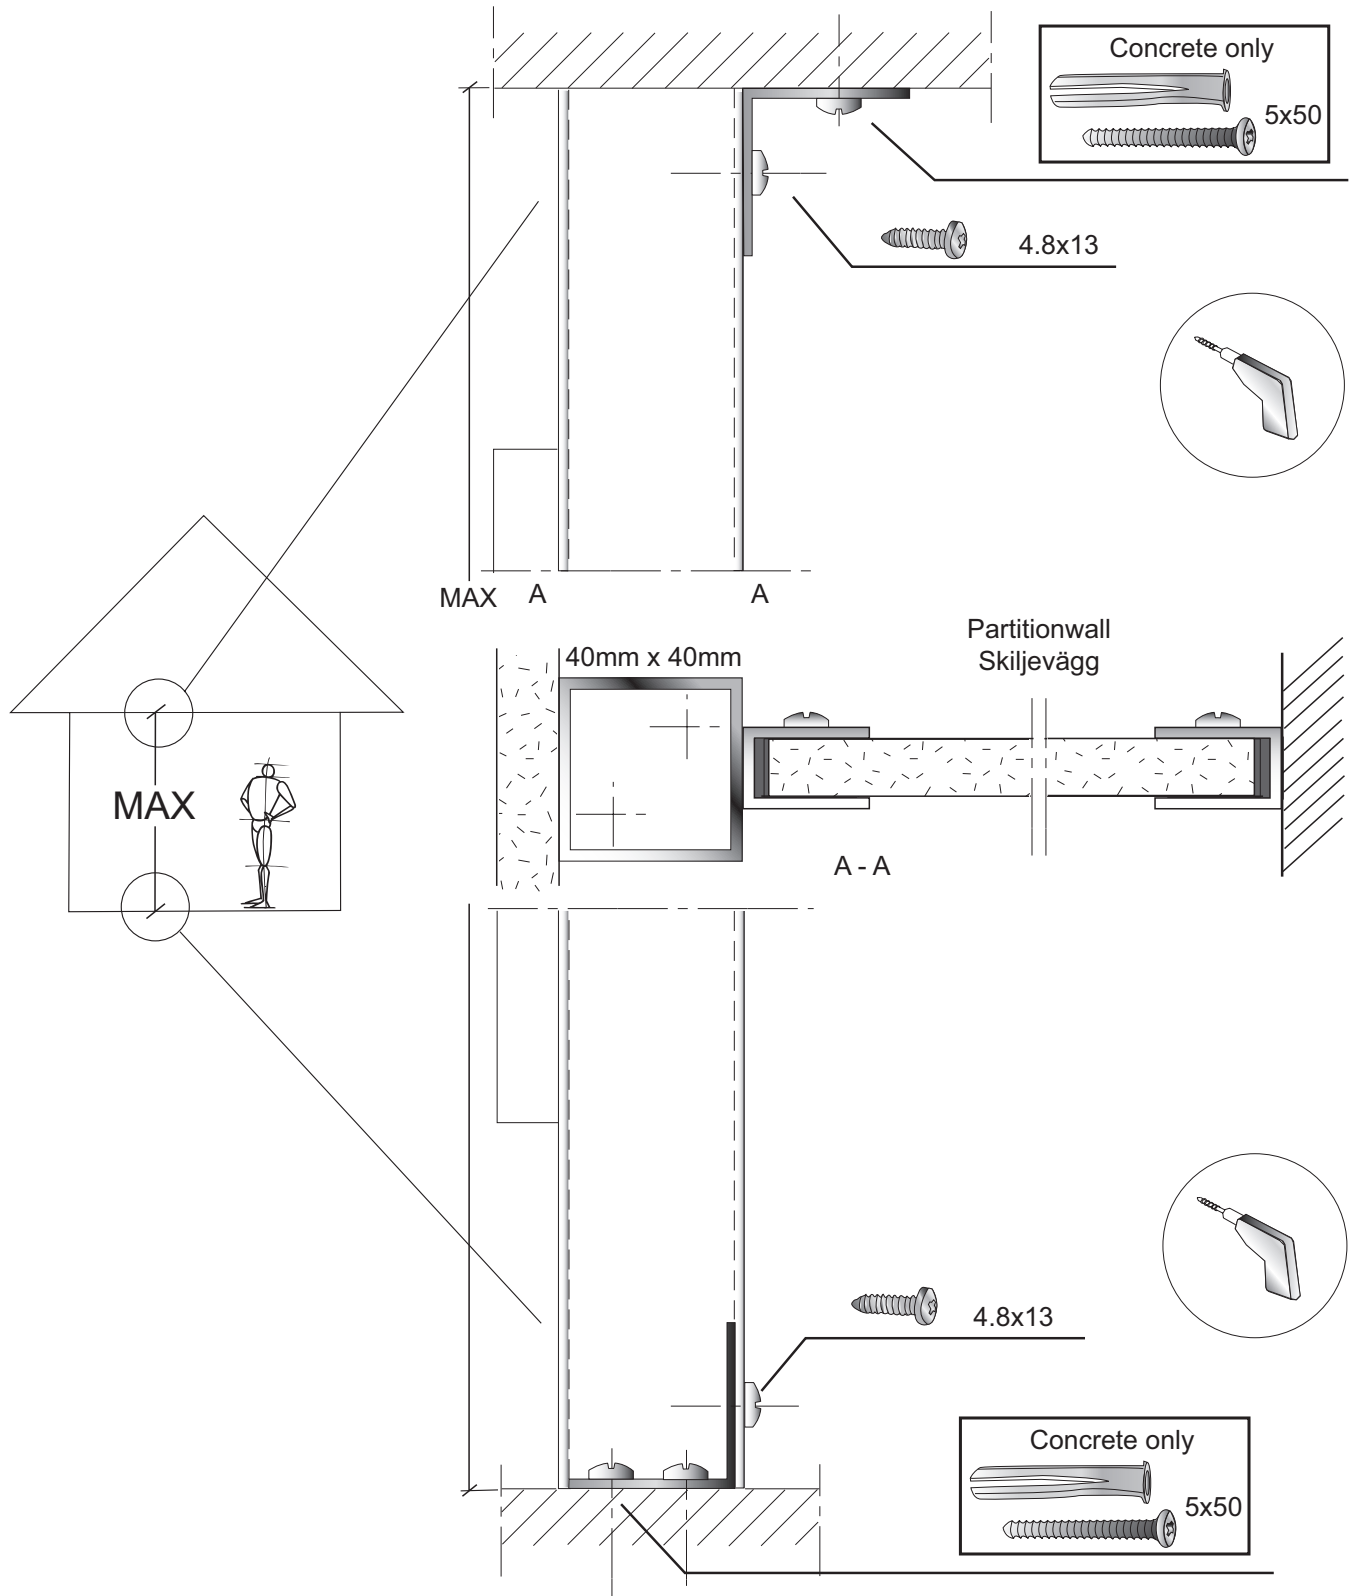 Concrete only
5x50
4.8x13
MAX
A
A
Partitionwall
Skiljevägg
40mm x 40mm
MAX
A - A
4.8x13
Concrete only
5x50